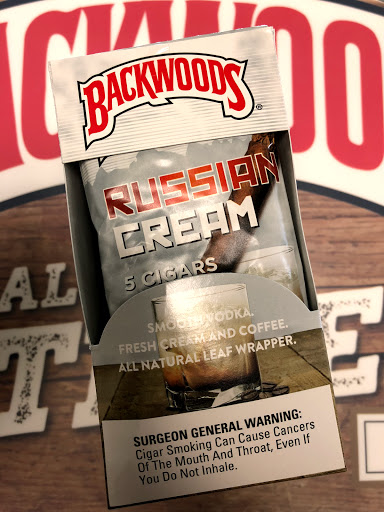 BACKWOODS®
RUSSIAN
CREAM
5 CIGARS
SMOOTH VODKA.
FRESH CREAM AND COFFEE.
ALL NATURAL LEAF WRAPPER.
SURGEON GENERAL WARNING:
Cigar Smoking Can Cause Cancers
Of The Mouth And Throat, Even If
You Do Not Inhale.